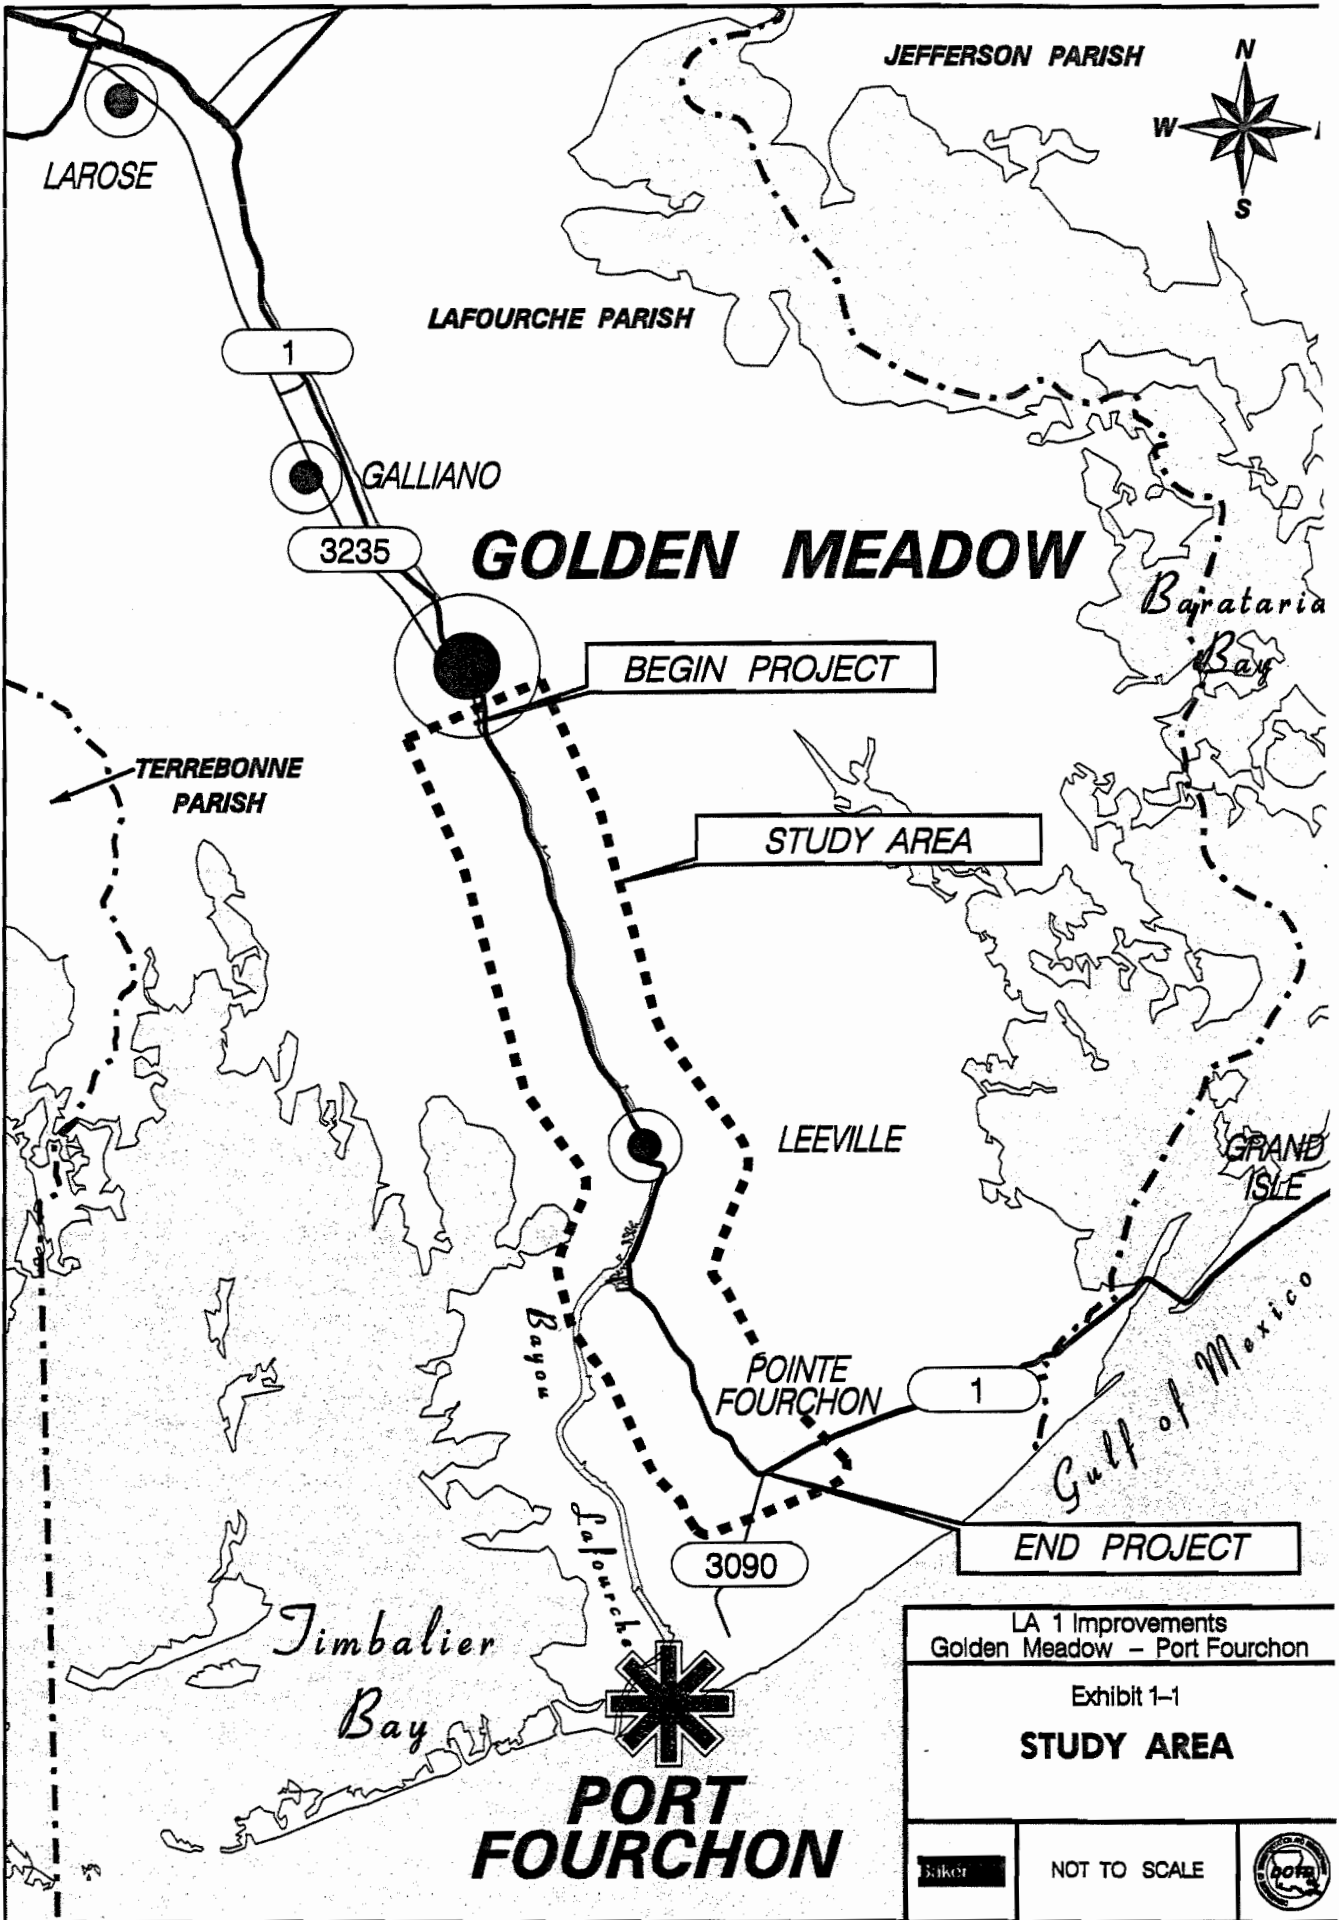 JEFFERSON PARISH
N
W
S
LAROSE
LAFOURCHE PARISH
1
GALLIANO
3235
GOLDEN MEADOW
Barataria
Bay
BEGIN PROJECT
TERREBONNE
PARISH
STUDY AREA
LEEVILLE
GRAND
ISLE
Bayou
Lafourche
POINTE
FOURCHON
1
Gulf of Mexico
3090
END PROJECT
Timbalier
Bay
PORT
FOURCHON
LA 1 Improvements
Golden Meadow – Port Fourchon
Exhibit 1–1
STUDY AREA
Baker
NOT TO SCALE
DOTD